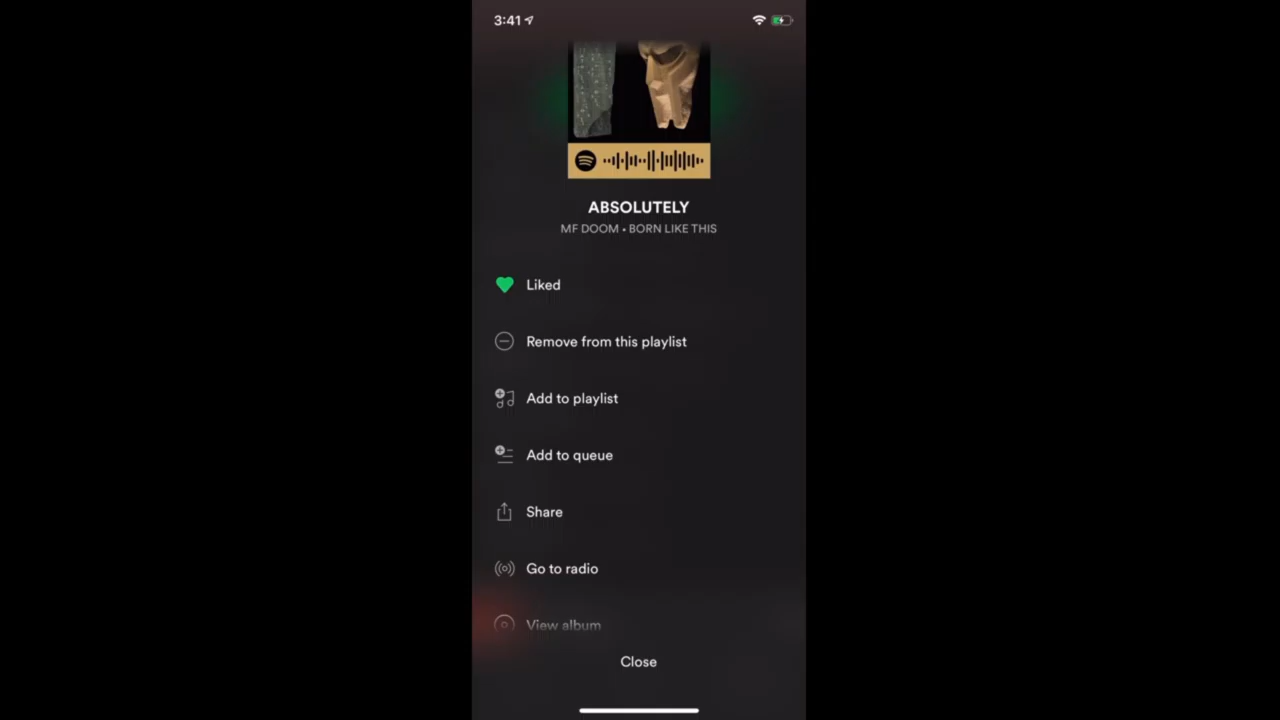 3:41
ABSOLUTELY
MF DOOM • BORN LIKE THIS
Liked
Remove from this playlist
Add to playlist
Add to queue
Share
Go to radio
View album
Close